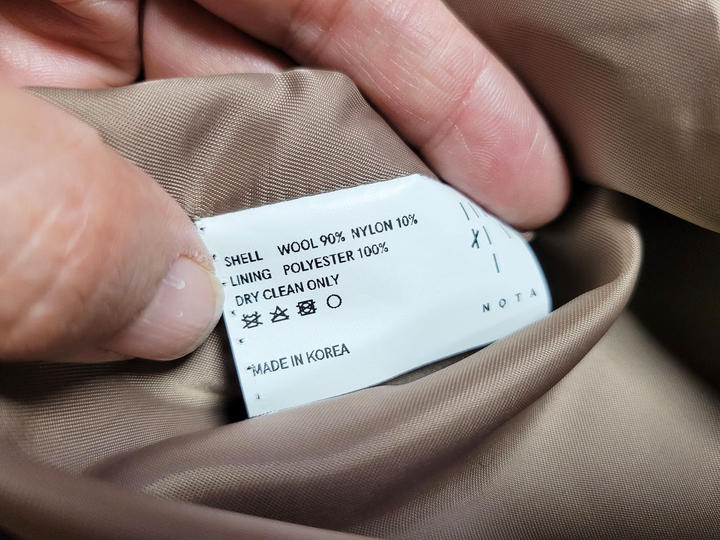 SHELL WOOL 90% NYLON 10%
LINING POLYESTER 100%
DRY CLEAN ONLY
MADE IN KOREA
NOTA